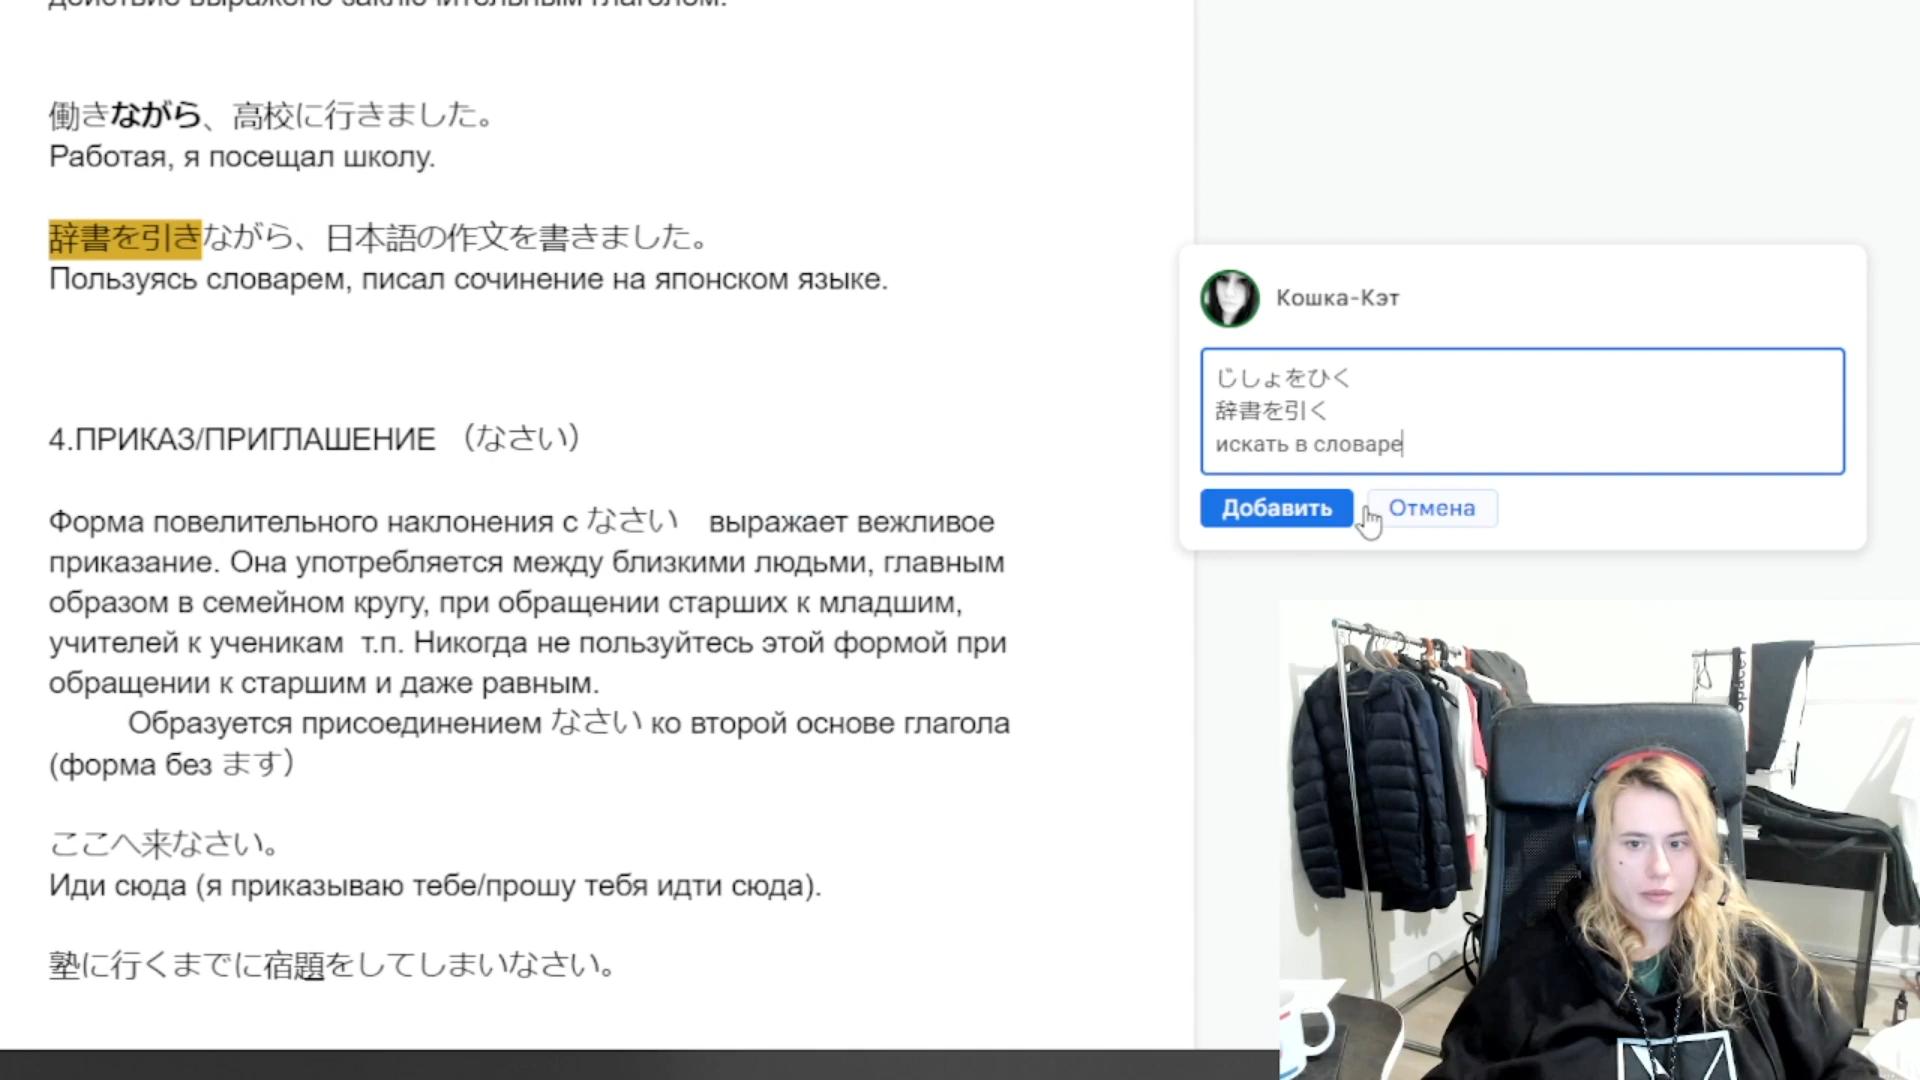 действие выражено заключительным глаголом.
働きながら、高校に行きました。
Работая, я посещал школу.
辞書を引きながら、日本語の作文を書きました。
Пользуясь словарем, писал сочинение на японском языке.
4.ПРИКАЗ/ПРИГЛАШЕНИЕ （なさい）
Форма повелительного наклонения с なさい　выражает вежливое
приказание. Она употребляется между близкими людьми, главным
образом в семейном кругу, при обращении старших к младшим,
учителей к ученикам т.п. Никогда не пользуйтесь этой формой при
обращении к старшим и даже равным.
Образуется присоединением なさい ко второй основе глагола
(форма без ます）
ここへ来なさい。
Иди сюда (я приказываю тебе/прошу тебя идти сюда).
塾に行くまでに宿題をしてしまいなさい。
Кошка-Кэт
じしょをひく
辞書を引く
искать в словаре
Добавить
Отмена